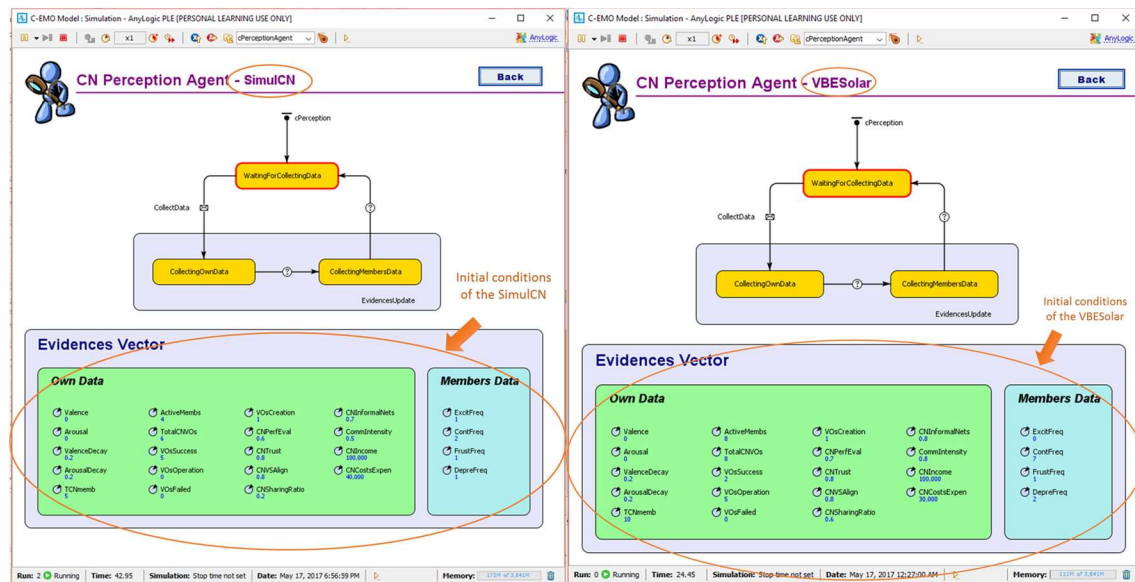 C-EMO Model : Simulation - AnyLogic PLE [PERSONAL LEARNING USE ONLY]
x1
cPerceptionAgent
AnyLogic
CN Perception Agent - SimulCN
Back
cPerception
WaitingForCollectingData
CollectData
?
?
CollectingOwnData
CollectingMembersData
EvidencesUpdate
Initial conditions
of the SimulCN
Evidences Vector
Own Data
Valence
0
Arousal
0
ValenceDecay
0.2
ArousalDecay
0.2
TCNmemb
5
ActiveMembs
4
TotalCNVOs
6
VOsSuccess
5
VOsOperation
0
VOsFailed
0
VOsCreation
1
CNPerfEval
0.6
CNTrust
0.8
CNVSAlign
0.8
CNSharingRatio
0.2
CNInformalNets
0.7
CommIntensity
0.5
CNIncome
100.000
CNCostsExpen
40.000
Members Data
ExcitFreq
1
ContFreq
2
FrustFreq
1
DepreFreq
1
Run: 2 Running
Time: 42.95
Simulation: Stop time not set
Date: May 17, 2017 6:56:59 PM
Memory:
172M of 3,641M
C-EMO Model : Simulation - AnyLogic PLE [PERSONAL LEARNING USE ONLY]
x1
cPerceptionAgent
AnyLogic
CN Perception Agent - VBESolar
Back
cPerception
WaitingForCollectingData
CollectData
?
?
CollectingOwnData
CollectingMembersData
EvidencesUpdate
Initial conditions
of the VBESolar
Evidences Vector
Own Data
Valence
0
Arousal
0
ValenceDecay
0.2
ArousalDecay
0.2
TCNmemb
10
ActiveMembs
8
TotalCNVOs
8
VOsSuccess
2
VOsOperation
5
VOsFailed
0
VOsCreation
1
CNPerfEval
0.7
CNTrust
0.8
CNVSAlign
0.8
CNSharingRatio
0.6
CNInformalNets
0.8
CommIntensity
0.8
CNIncome
100.000
CNCostsExpen
30.000
Members Data
ExcitFreq
0
ContFreq
7
FrustFreq
1
DepreFreq
2
Run: 0 Running
Time: 24.45
Simulation: Stop time not set
Date: May 17, 2017 12:27:00 AM
Memory:
111M of 3,641M